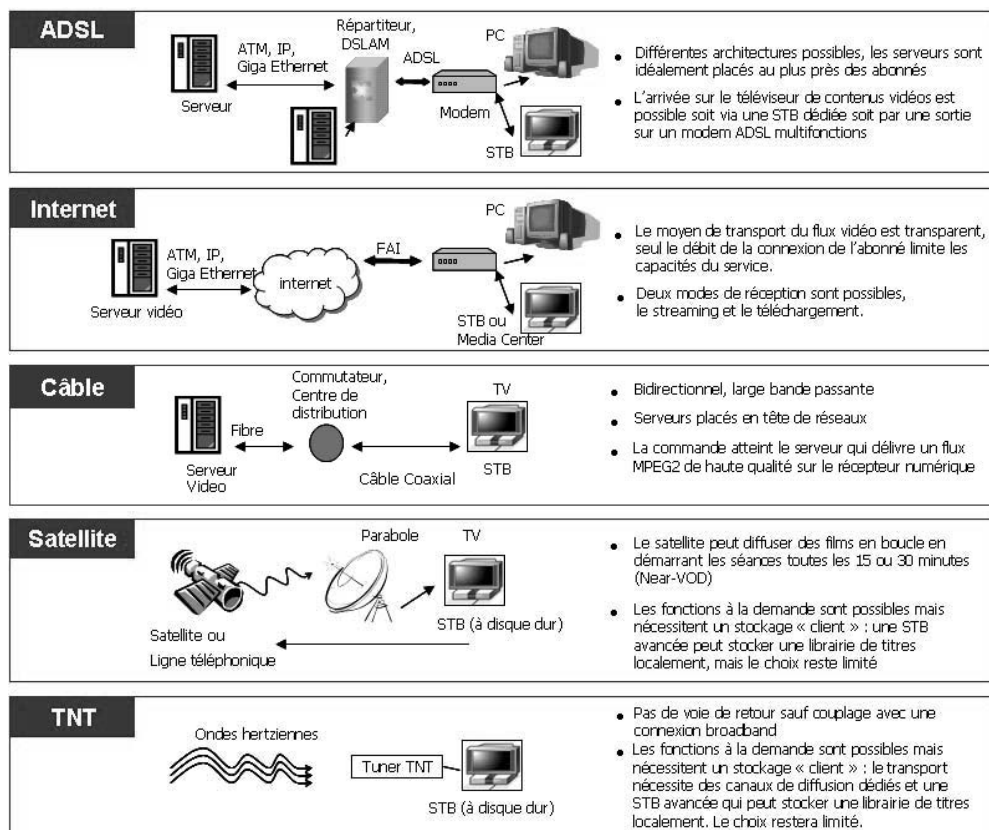 ADSL
ATM, IP,
Giga Ethernet
Serveur
Répartiteur,
DSLAM
ADSL
Modem
PC
STB
• Différentes architectures possibles, les serveurs sont
idéalement placés au plus près des abonnés
• L'arrivée sur le téléviseur de contenus vidéos est
possible soit via une STB dédiée soit par une sortie
sur un modem ADSL multifonctions
Internet
ATM, IP,
Giga Ethernet
Serveur vidéo
internet
FAI
PC
STB ou
Media Center
• Le moyen de transport du flux vidéo est transparent,
seul le débit de la connexion de l'abonné limite les
capacités du service.
• Deux modes de réception sont possibles,
le streaming et le téléchargement.
Câble
Serveur
Video
Fibre
Commutateur,
Centre de
distribution
Câble Coaxial
TV
STB
• Bidirectionnel, large bande passante
• Serveurs placés en tête de réseaux
• La commande atteint le serveur qui délivre un flux
MPEG2 de haute qualité sur le récepteur numérique
Satellite
Parabole
TV
STB (à disque dur)
Satellite ou
Ligne téléphonique
• Le satellite peut diffuser des films en boucle en
démarrant les séances toutes les 15 ou 30 minutes
(Near-VOD)
• Les fonctions à la demande sont possibles mais
nécessitent un stockage « client » : une STB
avancée peut stocker une librairie de titres
localement, mais le choix reste limité
TNT
Ondes hertziennes
Tuner TNT
STB (à disque dur)
• Pas de voie de retour sauf couplage avec une
connexion broadband
• Les fonctions à la demande sont possibles mais
nécessitent un stockage « client » : le transport
nécessite des canaux de diffusion dédiés et une
STB avancée qui peut stocker une librairie de titres
localement. Le choix restera limité.